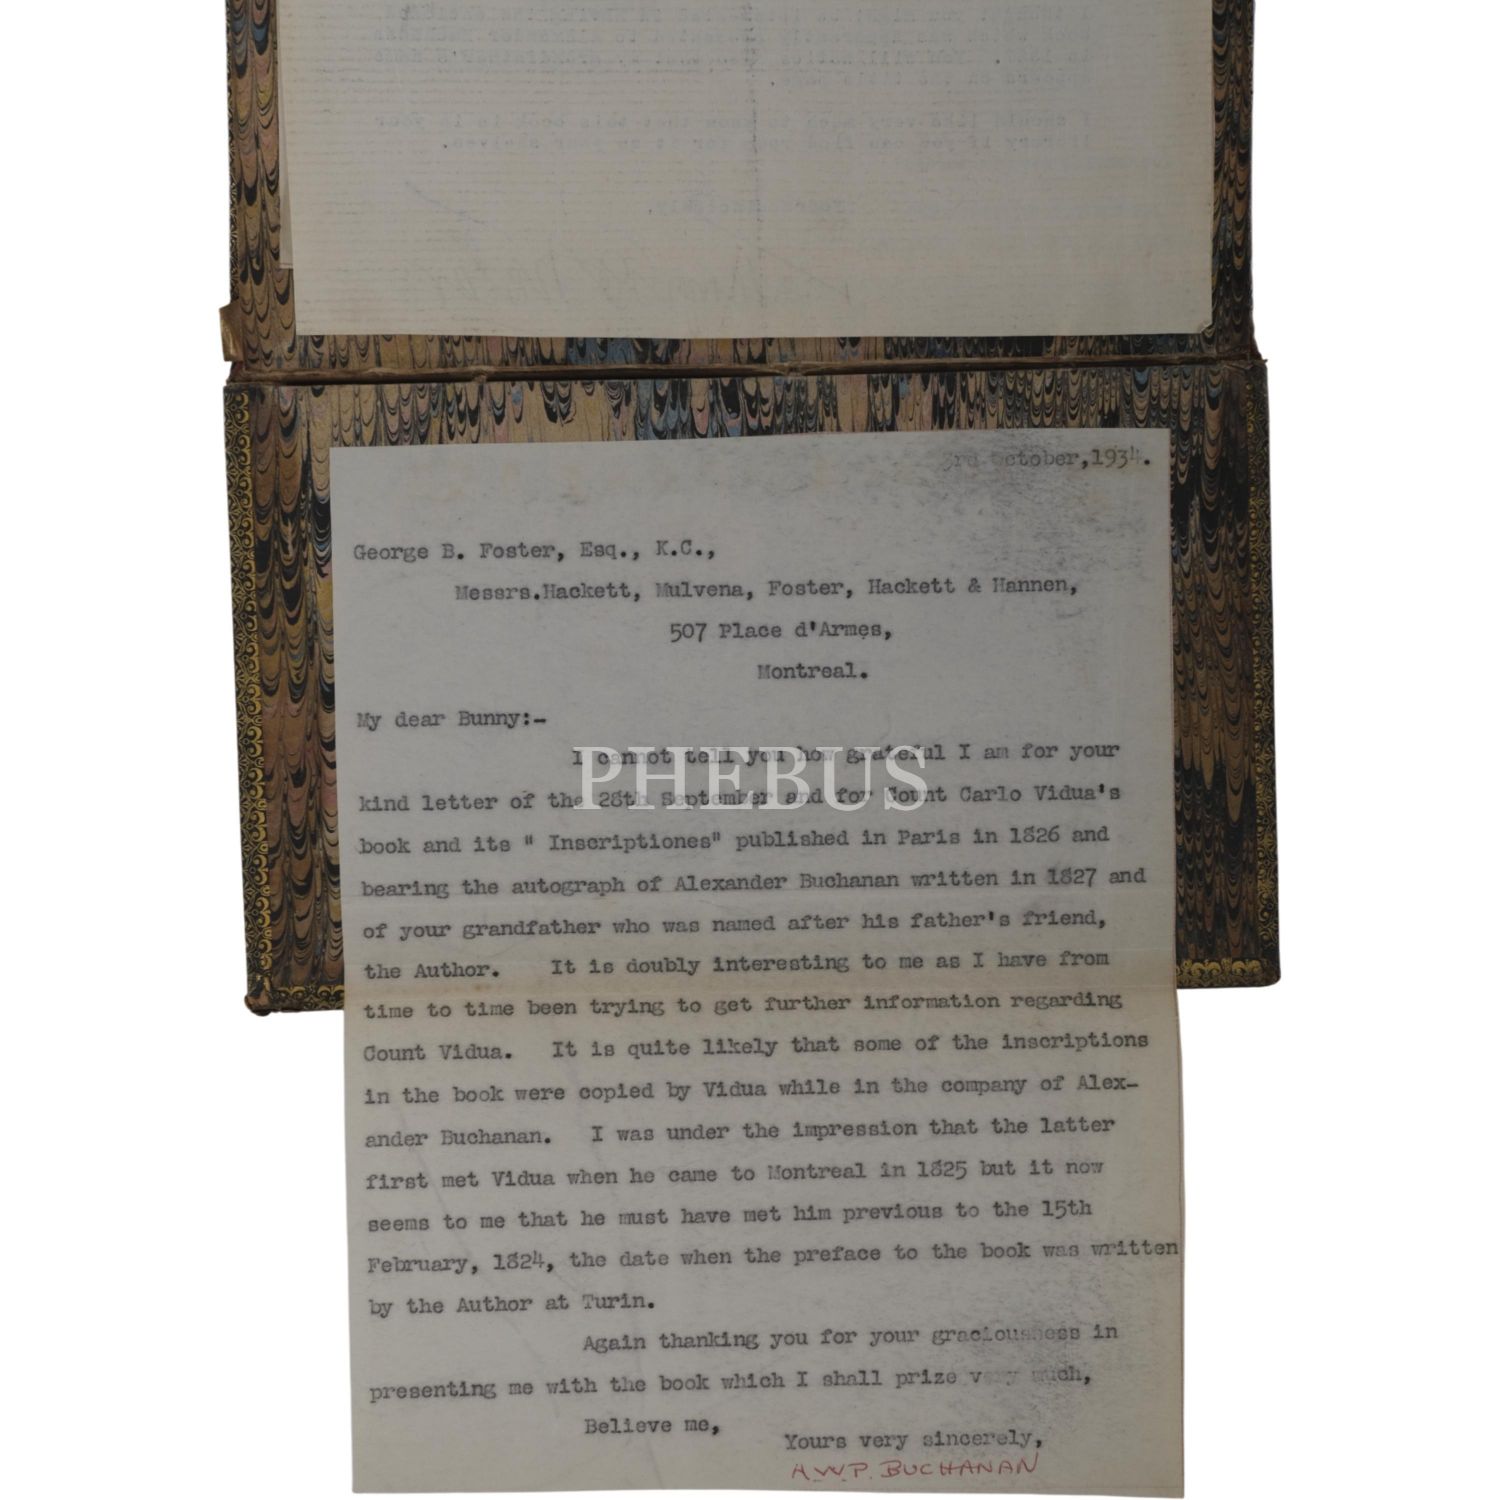 3rd October,1934.
George B. Foster, Esq., K.C.,
Messrs.Hackett, Mulvena, Foster, Hackett & Hannen,
507 Place d'Armes,
Montreal.
My dear Bunny:-
I cannot tell you how grateful I am for your
kind letter of the 28th September and for Count Carlo Vidua's
book and its " Inscriptiones" published in Paris in 1826 and
bearing the autograph of Alexander Buchanan written in 1827 and
of your grandfather who was named after his father's friend,
the Author. It is doubly interesting to me as I have from
time to time been trying to get further information regarding
Count Vidua. It is quite likely that some of the inscriptions
in the book were copied by Vidua while in the company of Alex-
ander Buchanan. I was under the impression that the latter
first met Vidua when he came to Montreal in 1825 but it now
seems to me that he must have met him previous to the 15th
February, 1824, the date when the preface to the book was written
by the Author at Turin.
Again thanking you for your graciousness in
presenting me with the book which I shall prize very much,
Believe me,
Yours very sincerely,
A.W.P. BUCHANAN
PHEBUS